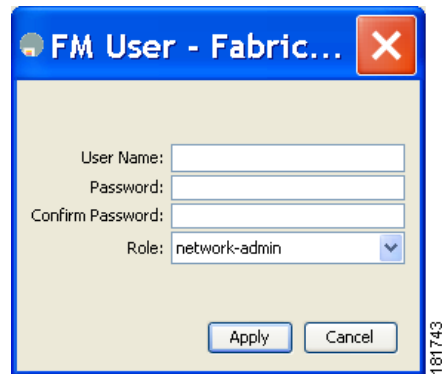 FM User - Fabric...
User Name:
Password:
Confirm Password:
Role: network-admin
Apply Cancel
181743